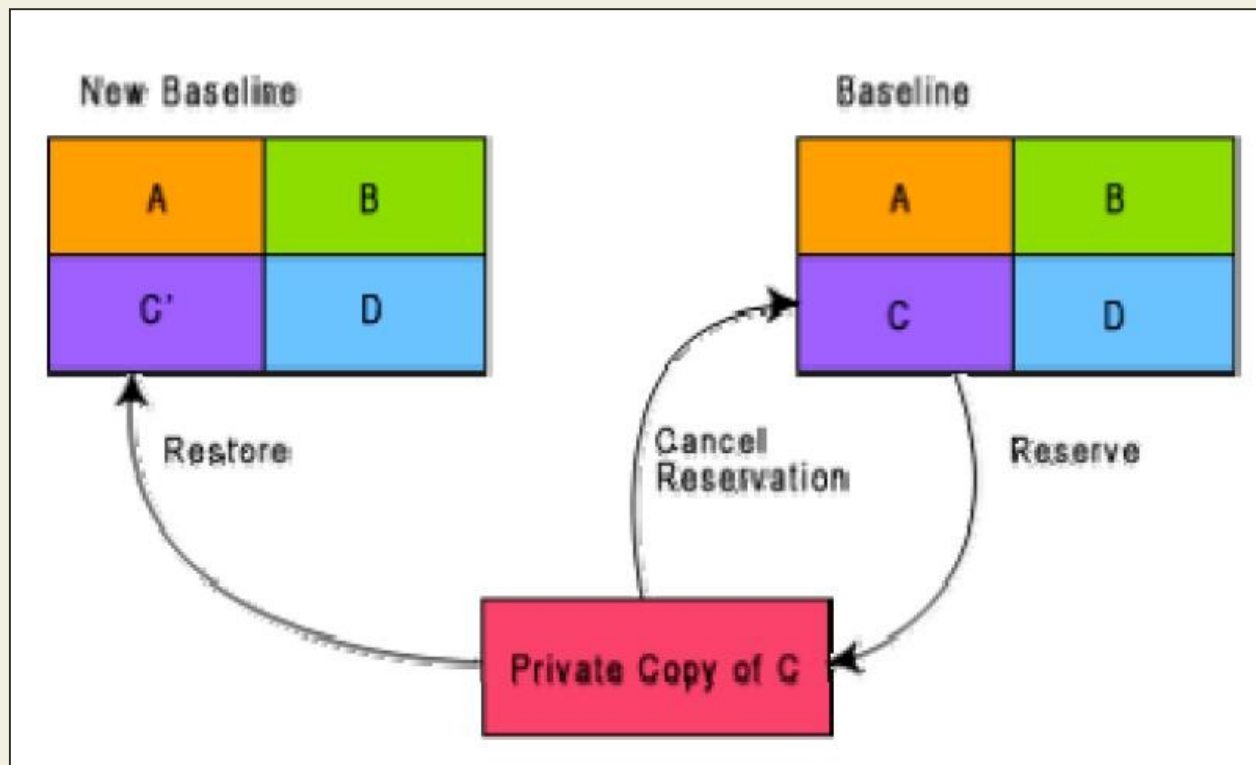 New Baseline
Baseline
A
B
A
B
C'
D
C
D
Restore
Cancel
Reservation
Reserve
Private Copy of C